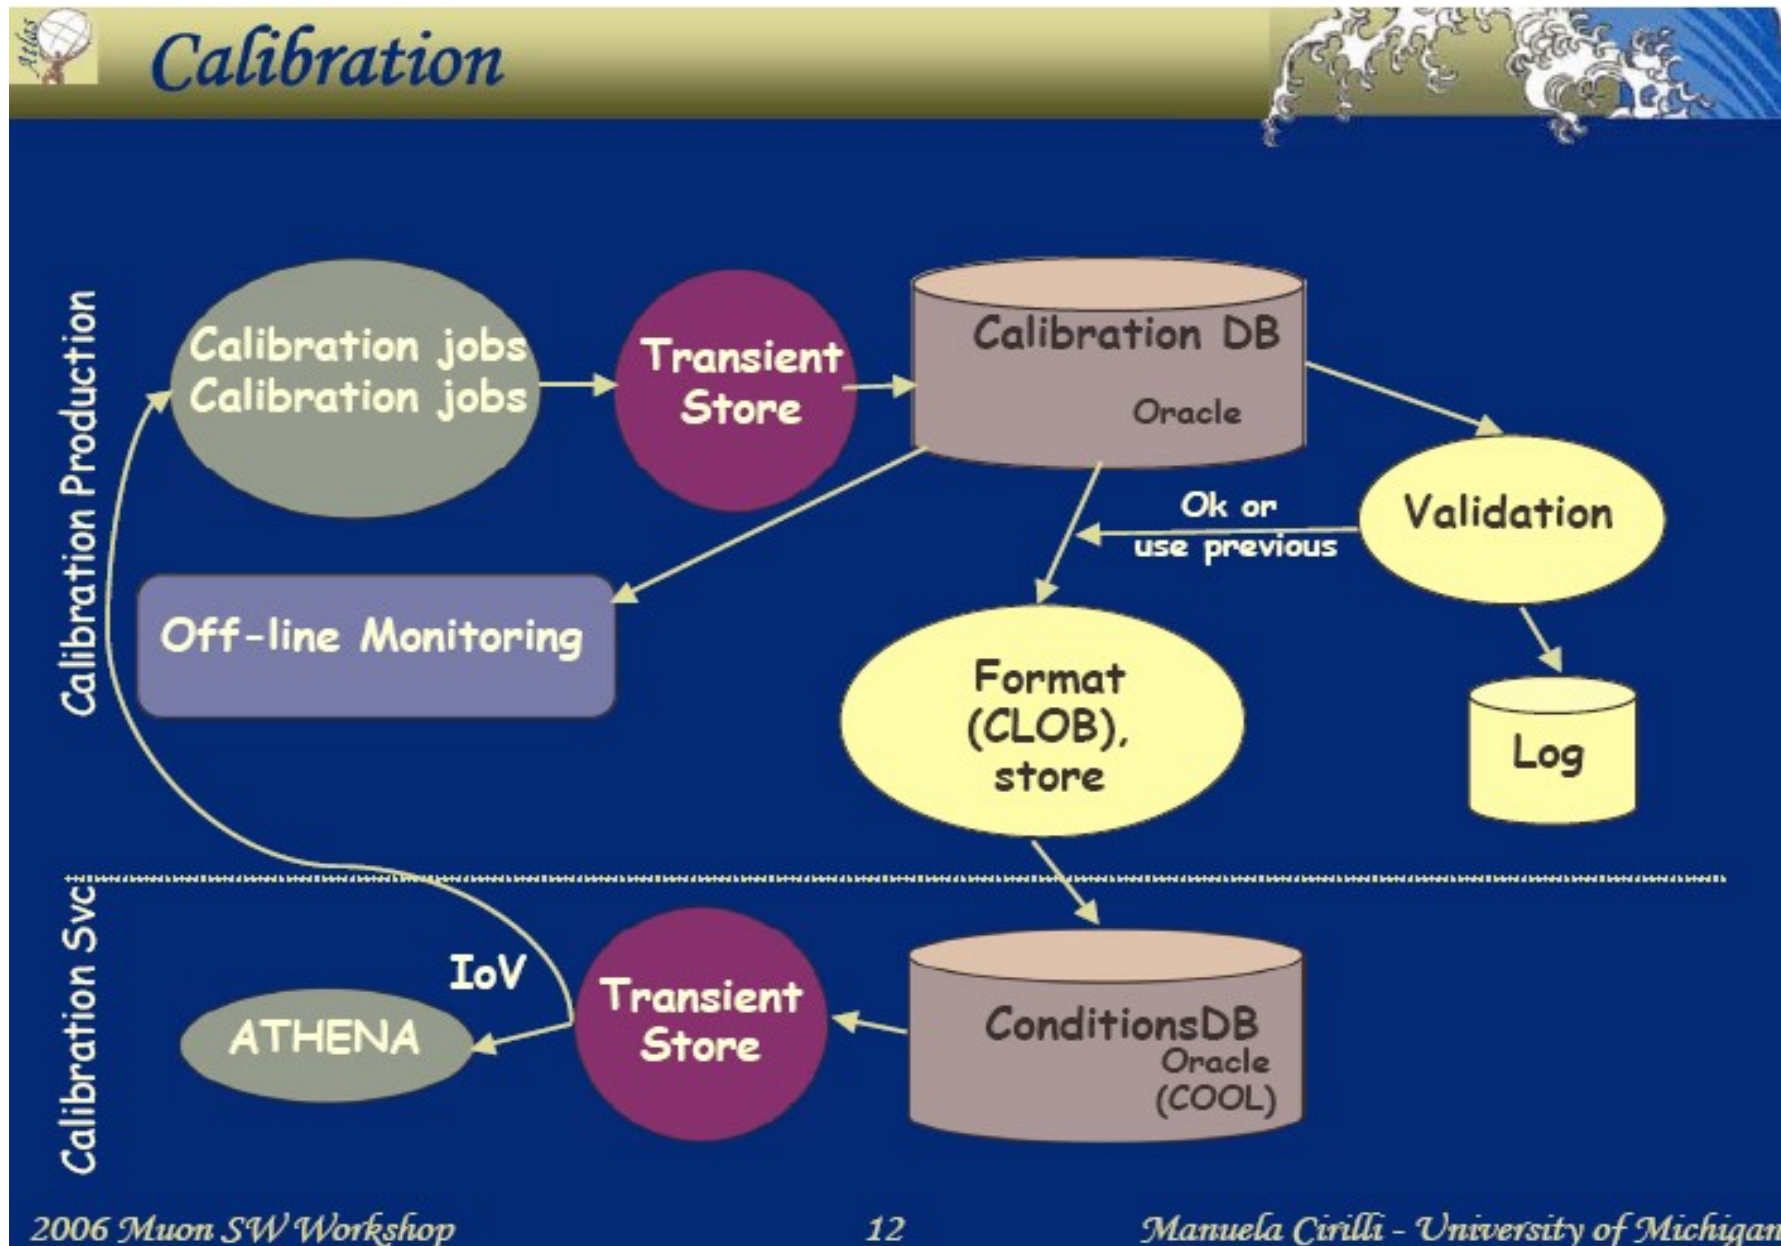 Atlas
Calibration
Calibration Production
Calibration jobs
Calibration jobs
Transient
Store
Calibration DB
Oracle
Ok or
use previous
Validation
Off-line Monitoring
Format
(CLOB),
store
Log
Calibration Svc
IoV
ATHENA
Transient
Store
ConditionsDB
Oracle
(COOL)
2006 Muon SW Workshop
12
Manuela Cirilli - University of Michigan